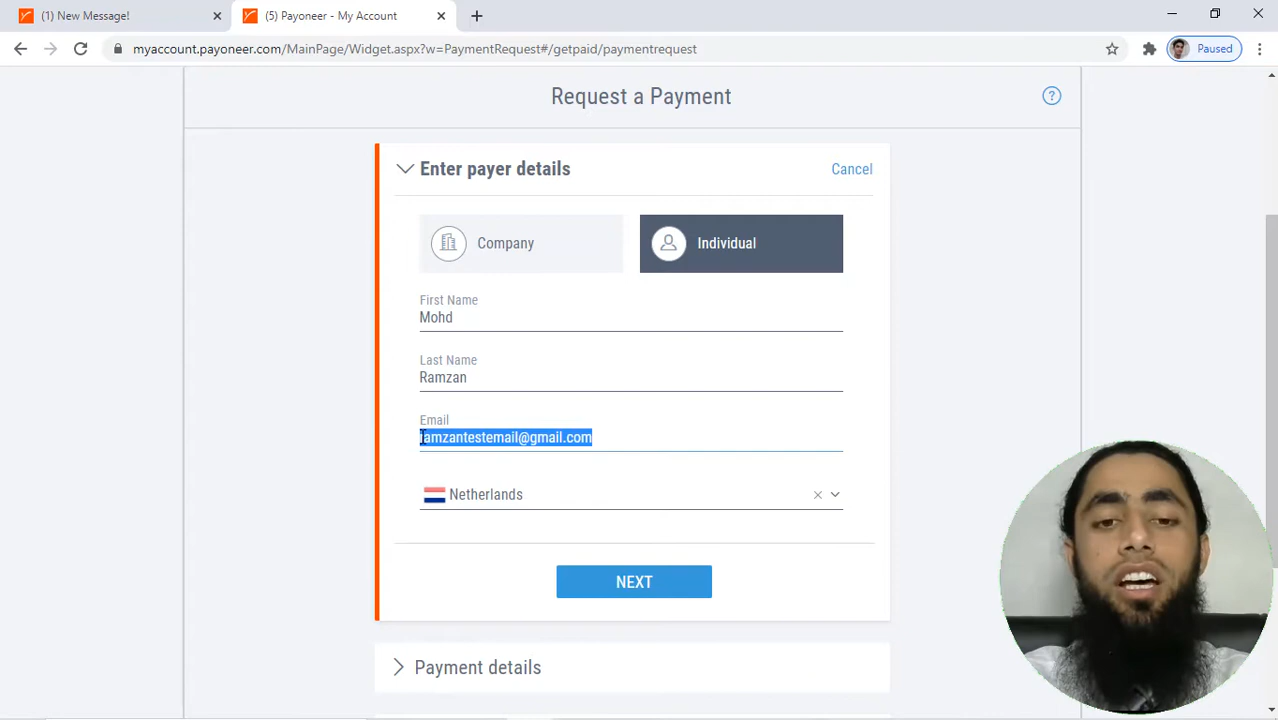 (1) New Message!
(5) Payoneer - My Account
myaccount.payoneer.com/MainPage/Widget.aspx?w=PaymentRequest#/getpaid/paymentrequest
Paused
Request a Payment
?
Enter payer details
Cancel
Company
Individual
First Name
Mohd
Last Name
Ramzan
Email
ramzantestemail@gmail.com
Netherlands
NEXT
Payment details